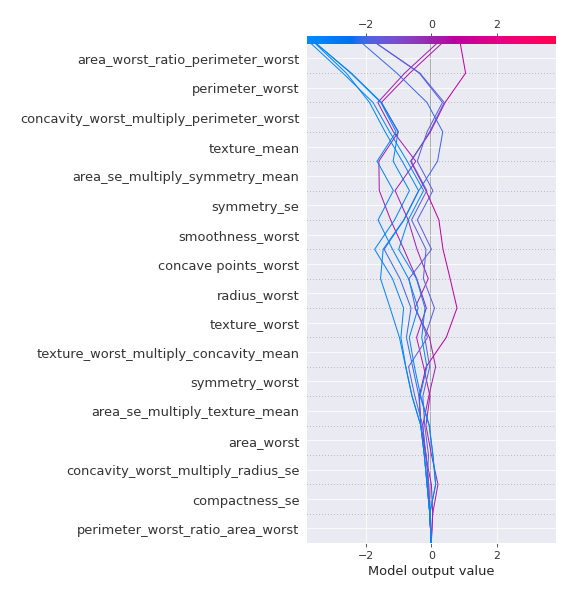 −2 0 2
area_worst_ratio_perimeter_worst
perimeter_worst
concavity_worst_multiply_perimeter_worst
texture_mean
area_se_multiply_symmetry_mean
symmetry_se
smoothness_worst
concave points_worst
radius_worst
texture_worst
texture_worst_multiply_concavity_mean
symmetry_worst
area_se_multiply_texture_mean
area_worst
concavity_worst_multiply_radius_se
compactness_se
perimeter_worst_ratio_area_worst
−2 0 2
Model output value